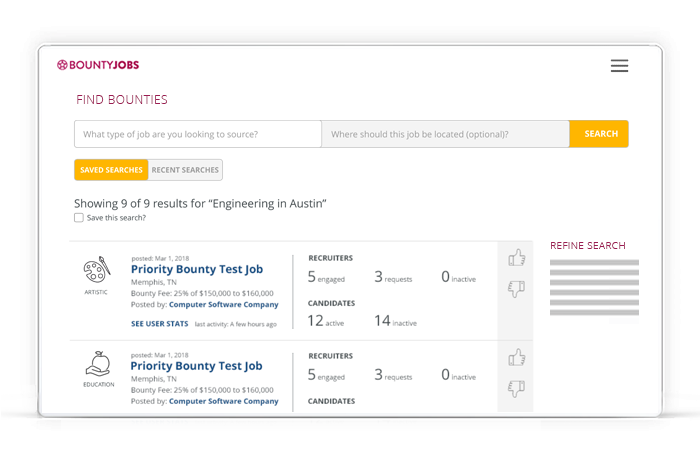 BOUNTYJOBS
FIND BOUNTIES
What type of job are you looking to source?
Where should this job be located (optional)?
SEARCH
SAVED SEARCHES
RECENT SEARCHES
Showing 9 of 9 results for “Engineering in Austin”
Save this search?
REFINE SEARCH
ARTISTIC
posted: Mar 1, 2018
Priority Bounty Test Job
Memphis, TN
Bounty Fee: 25% of $150,000 to $160,000
Posted by: Computer Software Company
SEE USER STATS last activity: A few hours ago
RECRUITERS
5 engaged 3 requests 0 inactive
CANDIDATES
12 active 14 inactive
EDUCATION
posted: Mar 1, 2018
Priority Bounty Test Job
Memphis, TN
Bounty Fee: 25% of $150,000 to $160,000
Posted by: Computer Software Company
RECRUITERS
5 engaged 3 requests 0 inactive
CANDIDATES